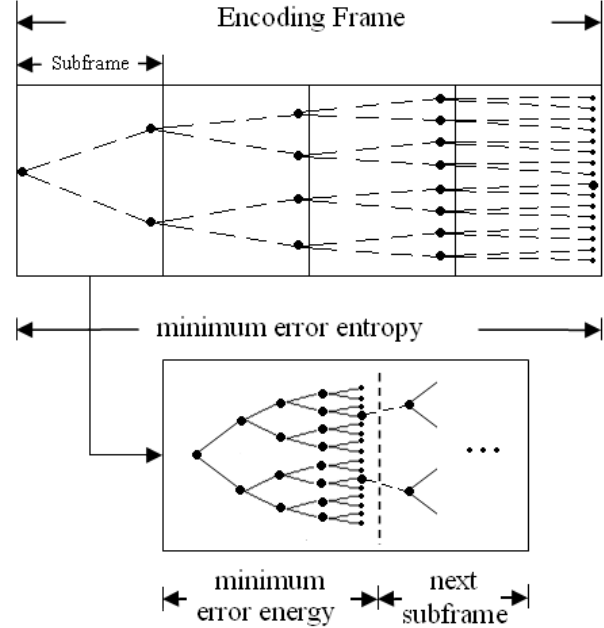 Encoding Frame
Subframe
minimum error entropy
minimum
error energy
next
subframe